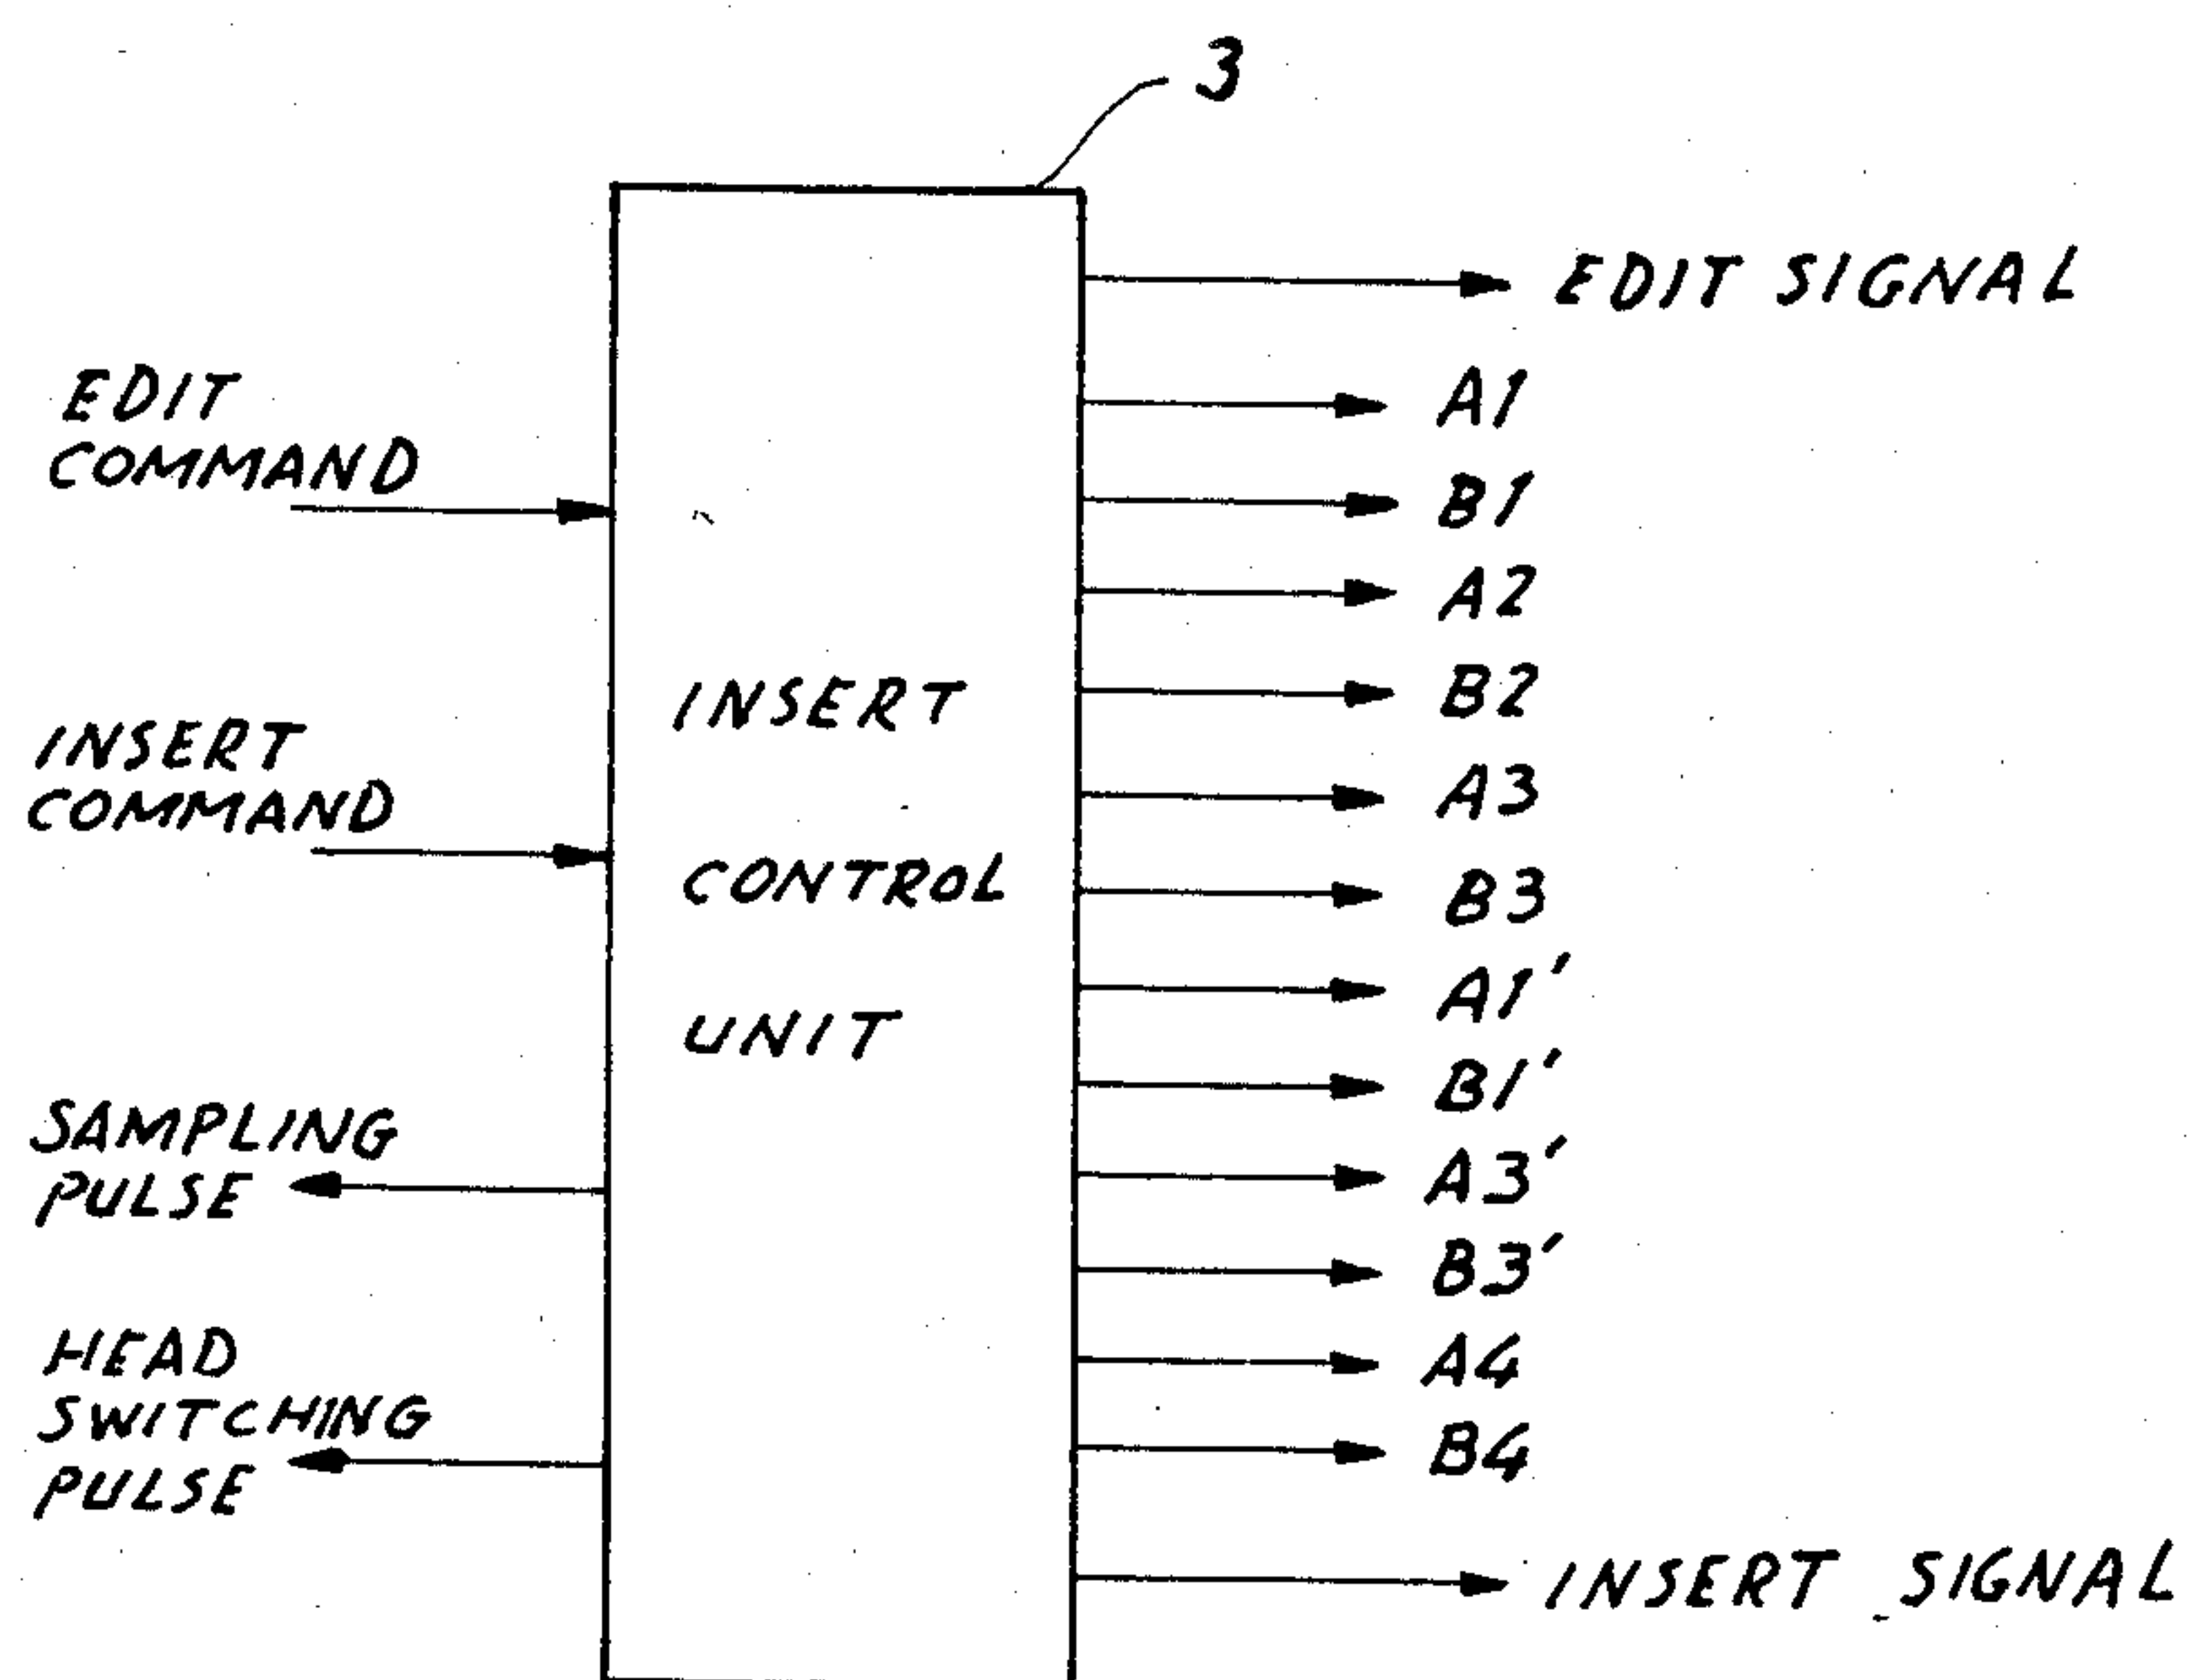 3
EDIT
COMMAND
INSERT
COMMAND
SAMPLING
PULSE
HEAD
SWITCHING
PULSE
INSERT
CONTROL
UNIT
EDIT SIGNAL
A1
B1
A2
B2
A3
B3
A1'
B1'
A3'
B3'
A4
B4
INSERT SIGNAL